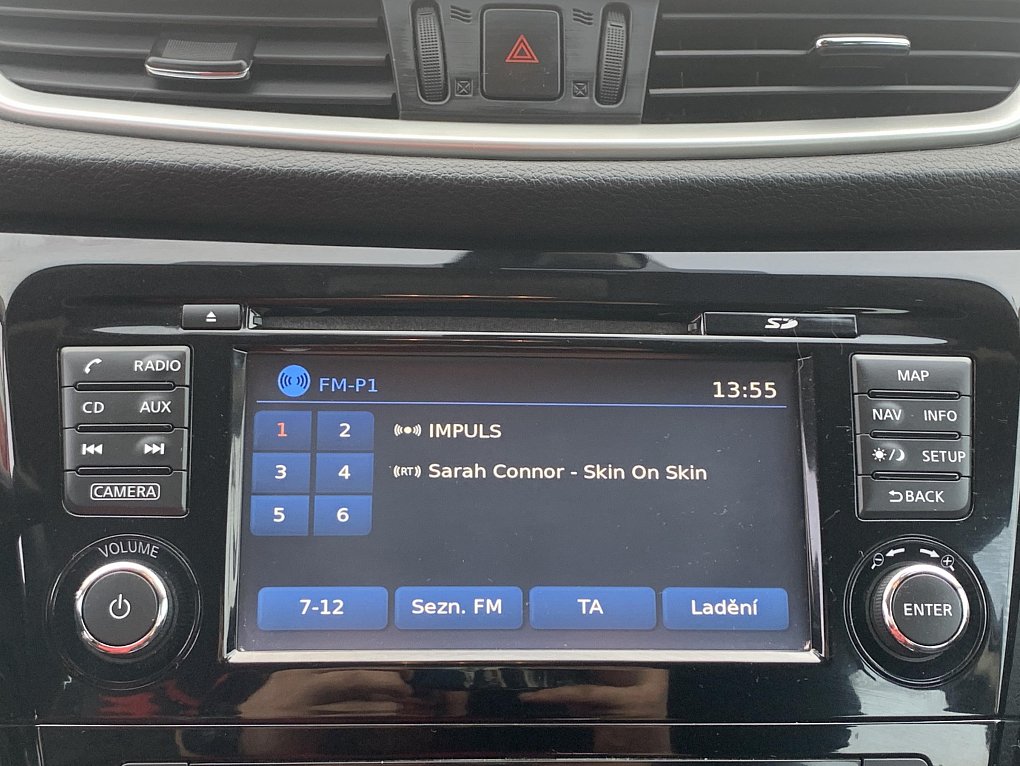 SD
RADIO
CD AUX
CAMERA
VOLUME
FM-P1 13:55
1 2
3 4
5 6
IMPULS
(RT) Sarah Connor - Skin On Skin
7-12 Sezn. FM TA Ladění
MAP
NAV INFO
SETUP
BACK
ENTER